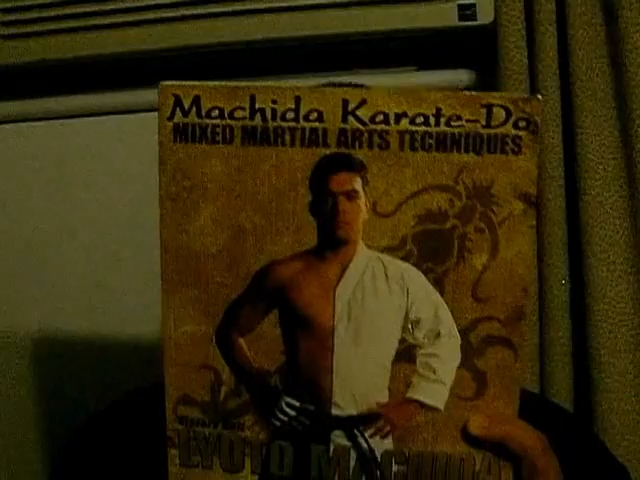 Machida Karate-Do
MIXED MARTIAL ARTS TECHNIQUES
LYOTO MACHIDA